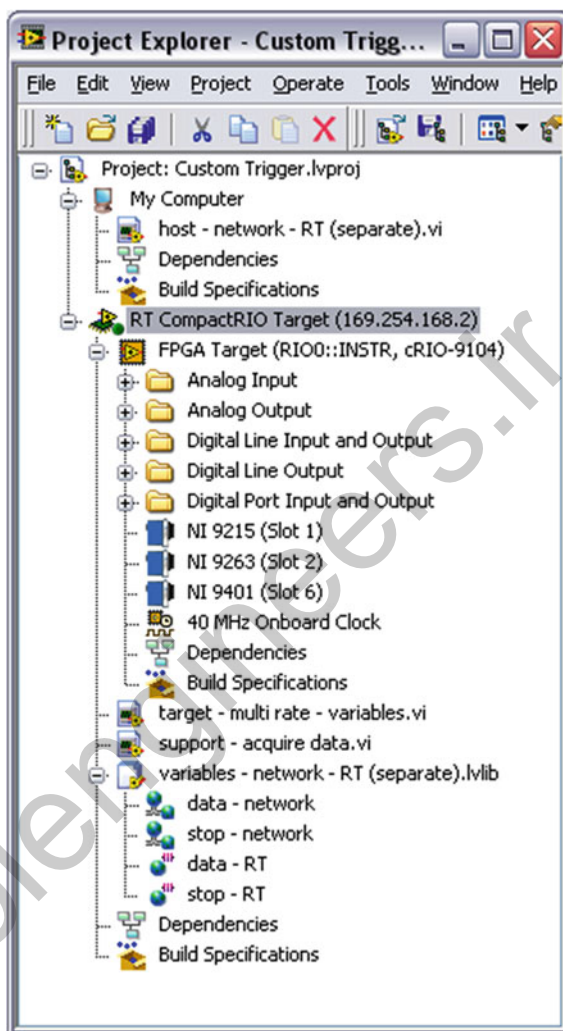 Project Explorer - Custom Trigg...
File Edit View Project Operate Tools Window Help
Project: Custom Trigger.lvproj
My Computer
host - network - RT (separate).vi
Dependencies
Build Specifications
RT CompactRIO Target (169.254.168.2)
FPGA Target (RIO0::INSTR, cRIO-9104)
Analog Input
Analog Output
Digital Line Input and Output
Digital Line Output
Digital Port Input and Output
NI 9215 (Slot 1)
NI 9263 (Slot 2)
NI 9401 (Slot 6)
40 MHz Onboard Clock
Dependencies
Build Specifications
target - multi rate - variables.vi
support - acquire data.vi
variables - network - RT (separate).lvlib
data - network
stop - network
data - RT
stop - RT
Dependencies
Build Specifications